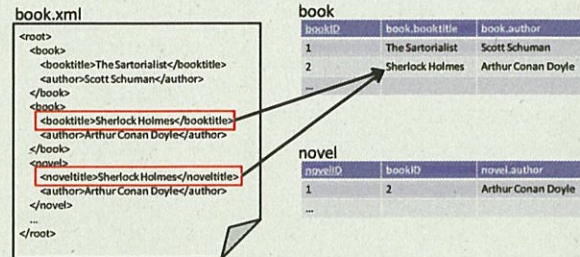 book.xml
<root>
<book>
<booktitle>The Sartorialist</booktitle>
<author>Scott Schuman</author>
</book>
<book>
<booktitle>Sherlock Holmes</booktitle>
<author>Arthur Conan Doyle</author>
</book>
<novel>
<noveltitle>Sherlock Holmes</noveltitle>
<author>Arthur Conan Doyle</author>
</novel>
...
</root>
book
bookID book.booktitle book.author
1 The Sartorialist Scott Schuman
2 Sherlock Holmes Arthur Conan Doyle
...
novel
novelID bookID novel.author
1 2 Arthur Conan Doyle
...